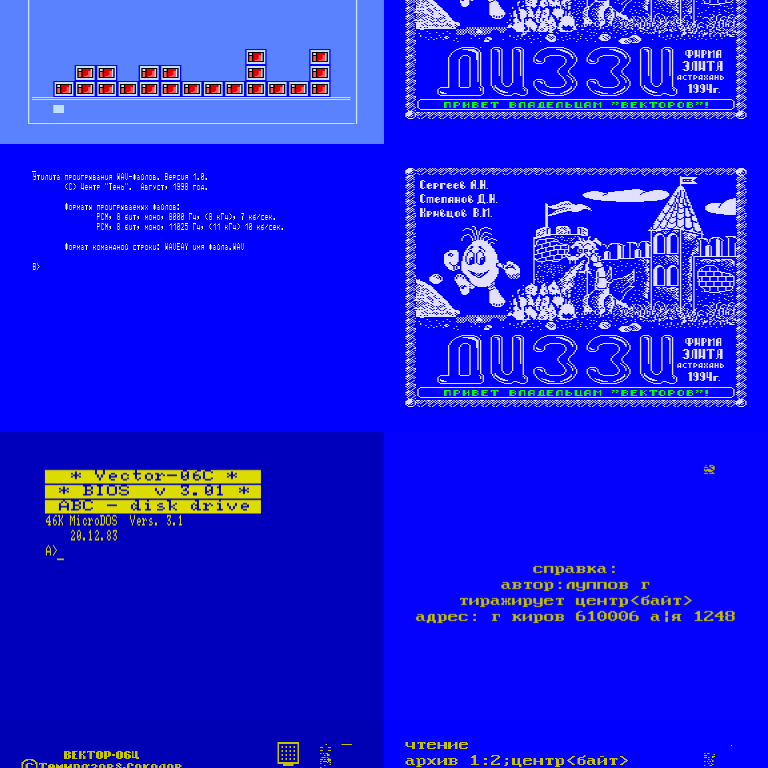 ДИЗЗИ
ФИРМА
ЭЛИТА
АСТРАХАНЬ
1994г.
ПРИВЕТ ВЛАДЕЛЬЦАМ "ВЕКТОРОВ"!
Утилита проигрывания WAV-файлов. Версия 1.0.
(C) Центр "Тень". Август, 1998 года.
Форматы проигрываемых файлов:
PCM, 8 бит, моно, 8000 Гц, (8 кГц), 7 кб/сек.
PCM, 8 бит, моно, 11025 Гц, (11 кГц) 10 кб/сек.
Формат командной строки: WAVEAY имя файла.WAV
B>
Сергеев А.Н.
Степанов Д.Н.
Кривцов В.М.
ДИЗЗИ
ФИРМА
ЭЛИТА
АСТРАХАНЬ
1994г.
ПРИВЕТ ВЛАДЕЛЬЦАМ "ВЕКТОРОВ"!
* Vector-06C *
* BIOS v 3.01 *
ABC - disk drive
46K MicroDOS Vers. 3.1
20.12.83
A>_
справка:
автор:луппов г
тиражирует центр<байт>
адрес: г киров 610006 а|я 1248
ВЕКТОР-06Ц
©Темиразов&Соколов
чтение
архив 1:2;центр<байт>